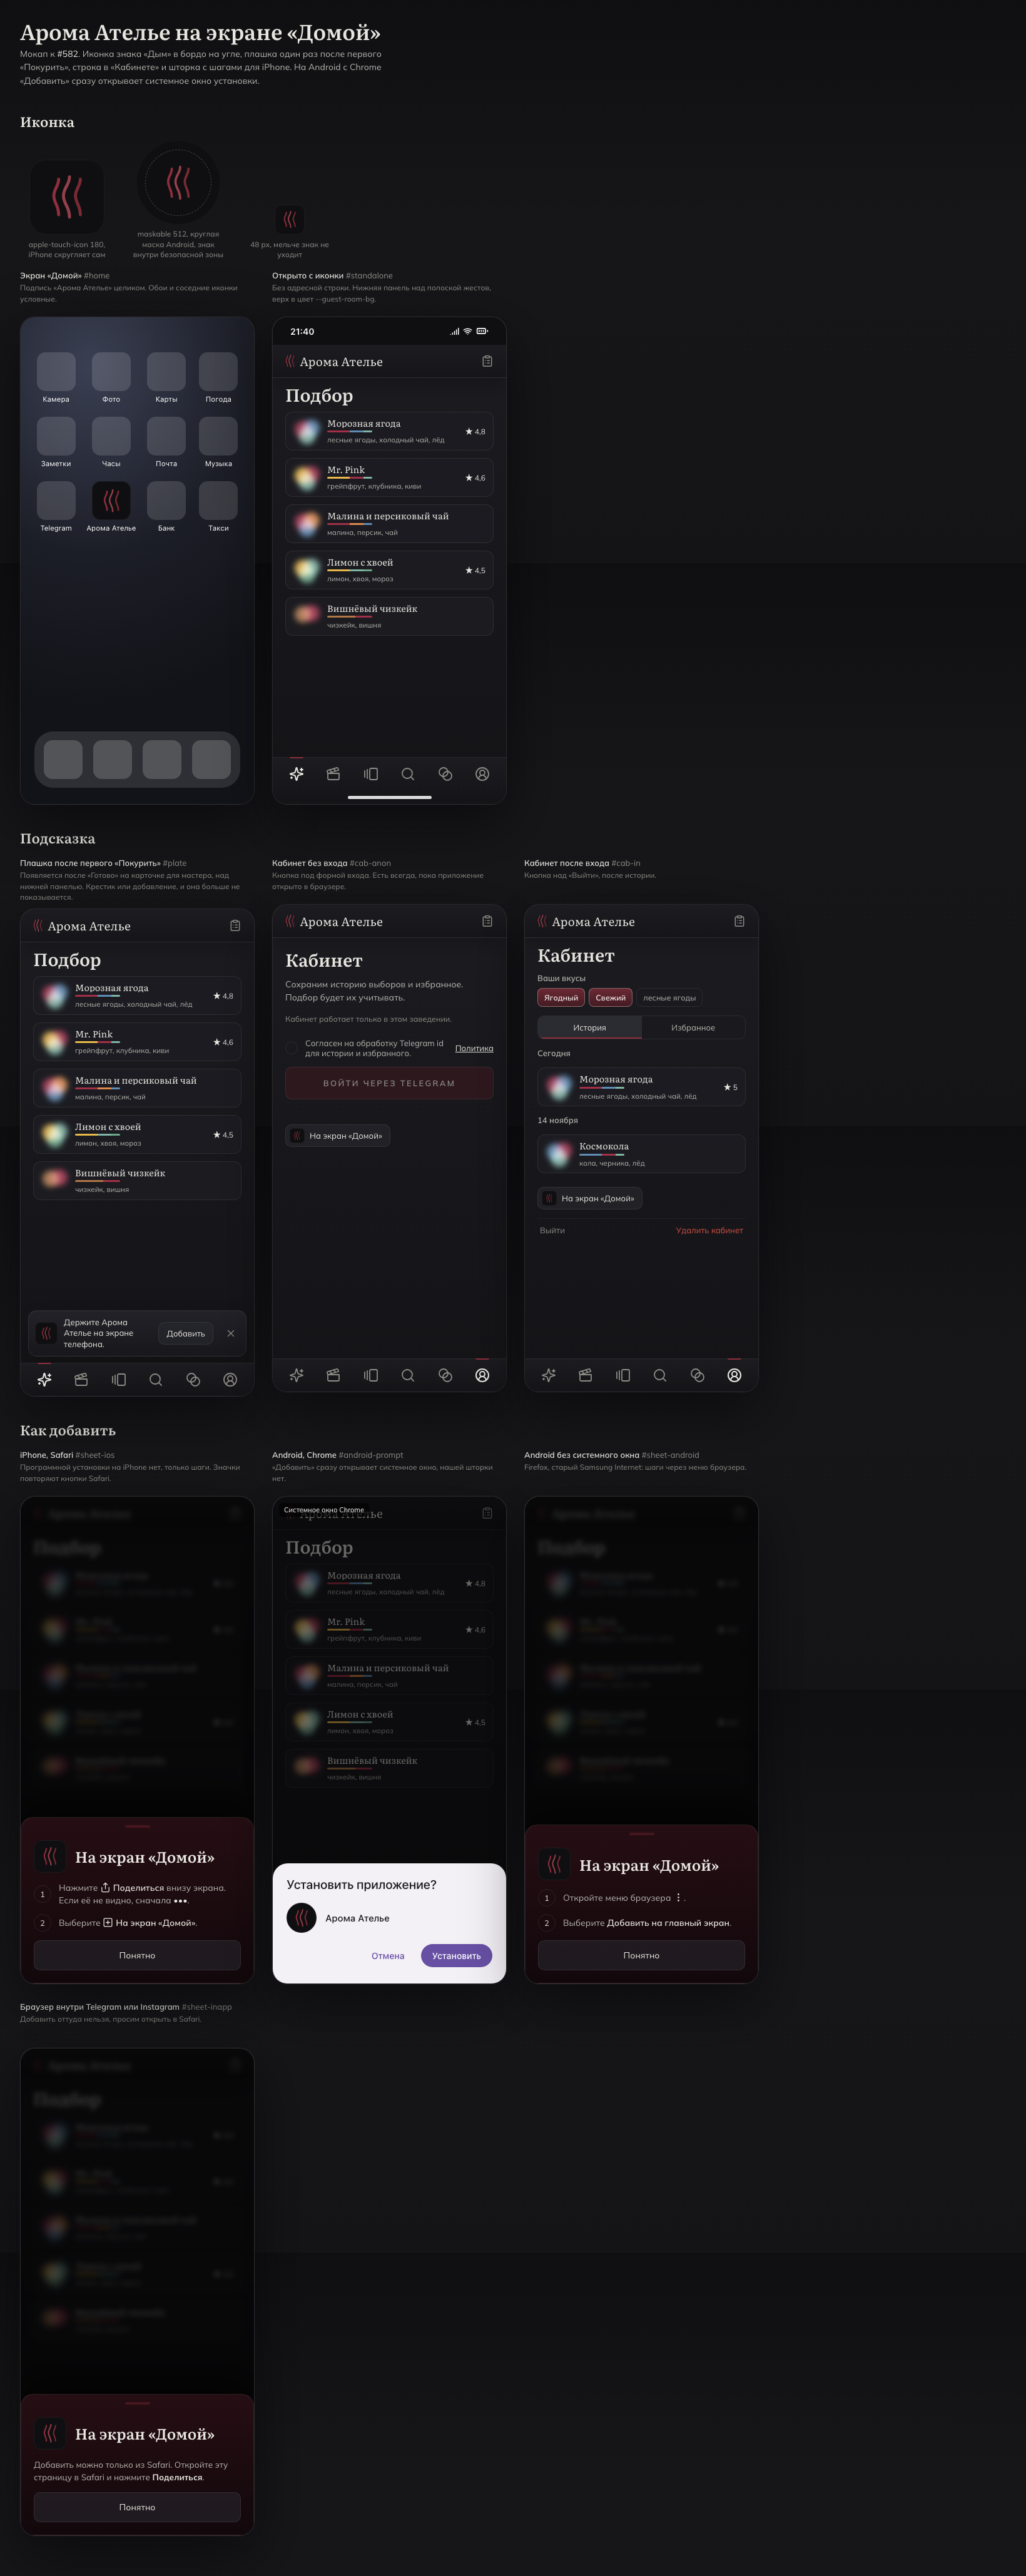 Арома Ателье на экране «Домой»
Мокап к #582. Иконка знака «Дым» в бордо на угле, плашка один раз после первого
«Покурить», строка в «Кабинете» и шторка с шагами для iPhone. На Android с Chrome
«Добавить» сразу открывает системное окно установки.
Иконка
apple-touch-icon 180,
iPhone скругляет сам
maskable 512, круглая
маска Android, знак
внутри безопасной зоны
48 px, мельче знак не
уходит
Экран «Домой» #home
Подпись «Арома Ателье» целиком. Обои и соседние иконки
условные.
Камера
Фото
Карты
Погода
Заметки
Часы
Почта
Музыка
Telegram
Арома Ателье
Банк
Такси
Открыто с иконки #standalone
Без адресной строки. Нижняя панель над полоской жестов,
верх в цвет --guest-room-bg.
21:40
Арома Ателье
Подбор
Морозная ягода
лесные ягоды, холодный чай, лёд
★ 4,8
Mr. Pink
грейпфрут, клубника, киви
★ 4,6
Малина и персиковый чай
малина, персик, чай
Лимон с хвоей
лимон, хвоя, мороз
★ 4,5
Вишнёвый чизкейк
чизкейк, вишня
Подсказка
Плашка после первого «Покурить» #plate
Появляется после «Готово» на карточке для мастера, над
нижней панелью. Крестик или добавление, и она больше не
показывается.
Арома Ателье
Подбор
Морозная ягода
лесные ягоды, холодный чай, лёд
★ 4,8
Mr. Pink
грейпфрут, клубника, киви
★ 4,6
Малина и персиковый чай
малина, персик, чай
Лимон с хвоей
лимон, хвоя, мороз
★ 4,5
Вишнёвый чизкейк
чизкейк, вишня
Держите Арома
Ателье на экране
телефона.
Добавить
Кабинет без входа #cab-anon
Кнопка под формой входа. Есть всегда, пока приложение
открыто в браузере.
Арома Ателье
Кабинет
Сохраним историю выборов и избранное.
Подбор будет их учитывать.
Кабинет работает только в этом заведении.
Согласен на обработку Telegram id
для истории и избранного.
Политика
ВОЙТИ ЧЕРЕЗ TELEGRAM
На экран «Домой»
Кабинет после входа #cab-in
Кнопка над «Выйти», после истории.
Арома Ателье
Кабинет
Ваши вкусы
Ягодный
Свежий
лесные ягоды
История
Избранное
Сегодня
Морозная ягода
лесные ягоды, холодный чай, лёд
★ 5
14 ноября
Космокола
кола, черника, лёд
На экран «Домой»
Выйти
Удалить кабинет
Как добавить
iPhone, Safari #sheet-ios
Программной установки на iPhone нет, только шаги. Значки
повторяют кнопки Safari.
На экран «Домой»
1
Нажмите Поделиться внизу экрана.
Если её не видно, сначала •••.
2
Выберите На экран «Домой».
Понятно
Android, Chrome #android-prompt
«Добавить» сразу открывает системное окно, нашей шторки
нет.
Системное окно Chrome
Арома Ателье
Подбор
Морозная ягода
лесные ягоды, холодный чай, лёд
★ 4,8
Mr. Pink
грейпфрут, клубника, киви
★ 4,6
Малина и персиковый чай
малина, персик, чай
Лимон с хвоей
лимон, хвоя, мороз
★ 4,5
Вишнёвый чизкейк
чизкейк, вишня
Установить приложение?
Арома Ателье
Отмена
Установить
Android без системного окна #sheet-android
Firefox, старый Samsung Internet: шаги через меню браузера.
На экран «Домой»
1
Откройте меню браузера ⋮ .
2
Выберите Добавить на главный экран.
Понятно
Браузер внутри Telegram или Instagram #sheet-inapp
Добавить оттуда нельзя, просим открыть в Safari.
На экран «Домой»
Добавить можно только из Safari. Откройте эту
страницу в Safari и нажмите Поделиться.
Понятно